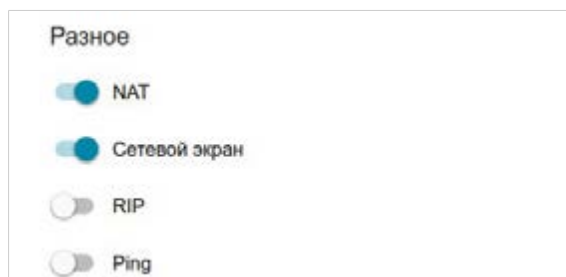 Разное
NAT
Сетевой экран
RIP
Ping